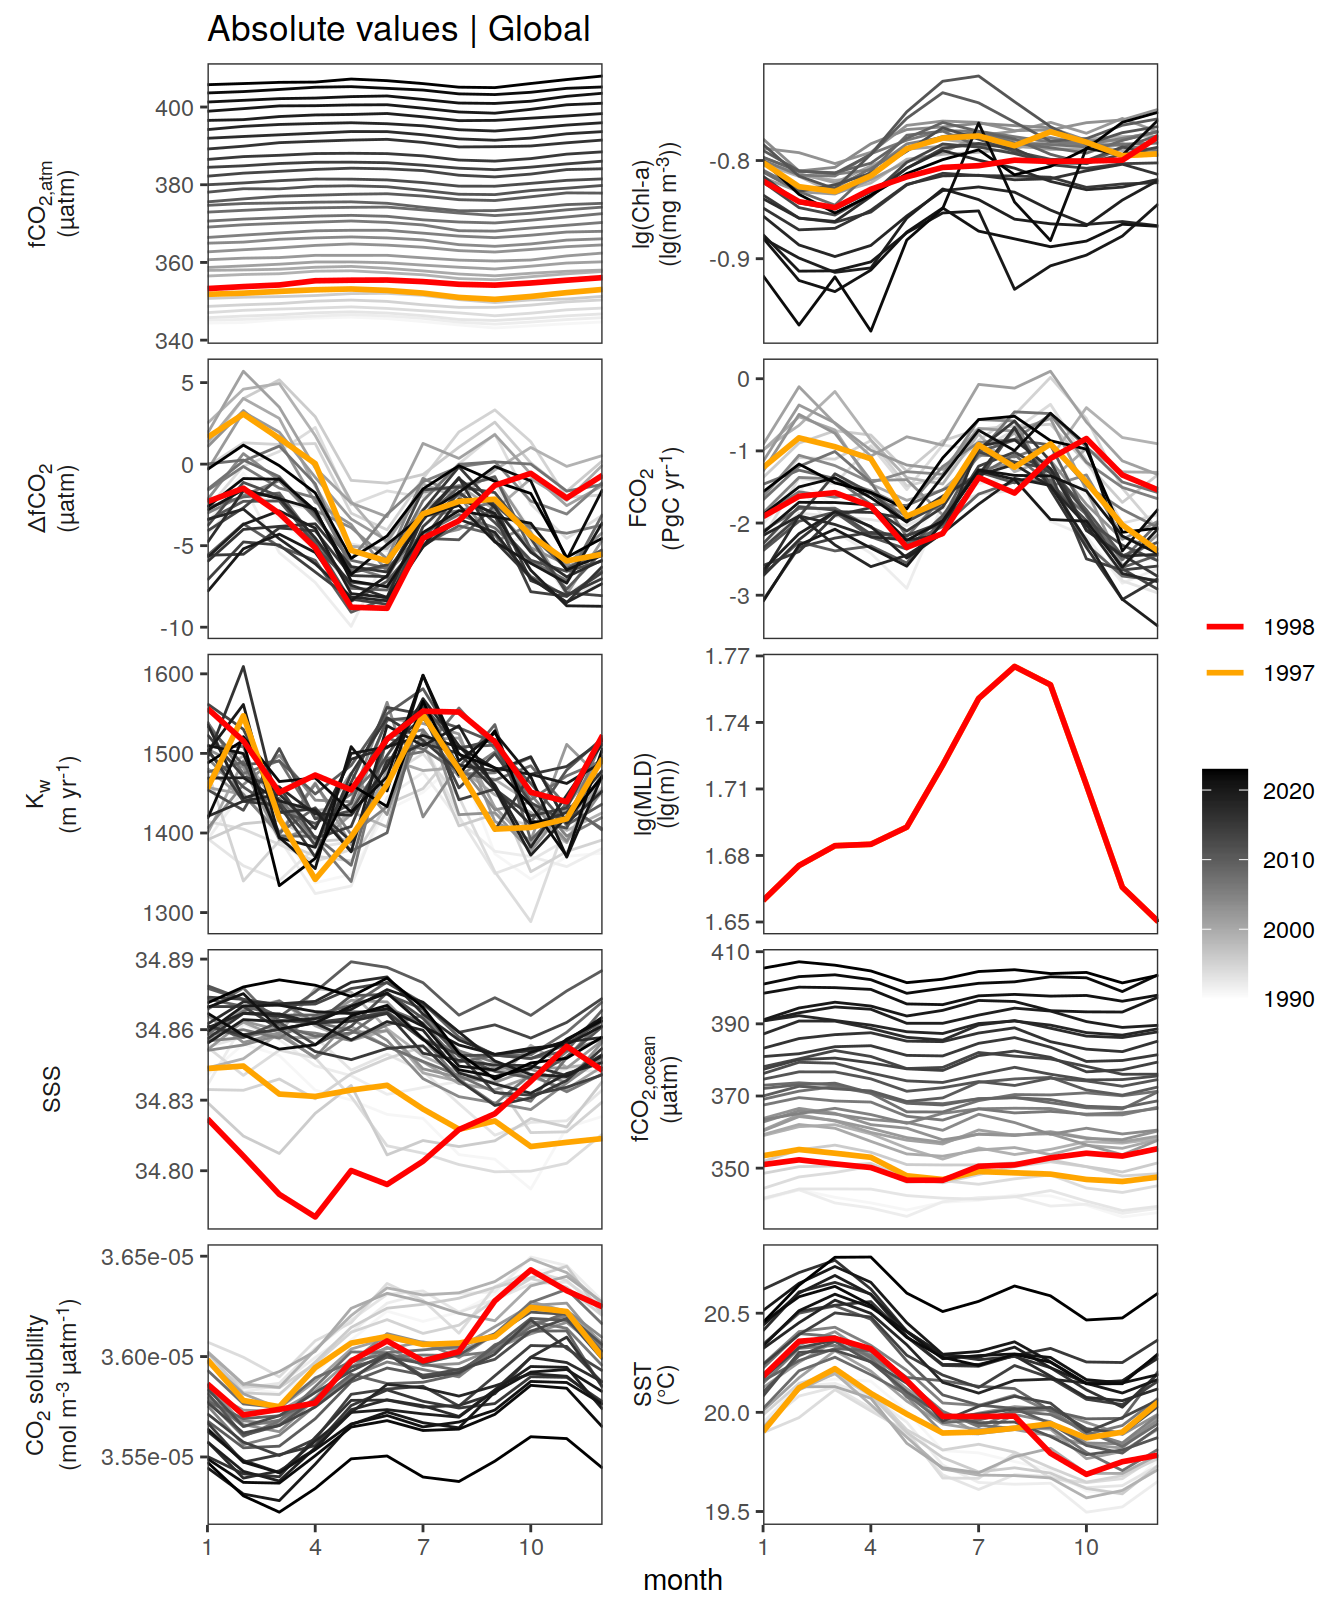 Absolute values | Global
fCO2,atm
(µatm)
400
380
360
340
lg(Chl-a)
(lg(mg m-3))
-0.8
-0.9
ΔfCO2
(µatm)
5
0
-5
-10
FCO2
(PgC yr-1)
0
-1
-2
-3
Kw
(m yr-1)
1600
1500
1400
1300
lg(MLD)
(lg(m))
1.77
1.74
1.71
1.68
1.65
SSS
34.89
34.86
34.83
34.80
fCO2,ocean
(µatm)
410
390
370
350
CO2 solubility
(mol m-3 µatm-1)
3.65e-05
3.60e-05
3.55e-05
SST
(°C)
20.5
20.0
19.5
1 4 7 10
1 4 7 10
month
1998
1997
2020
2010
2000
1990